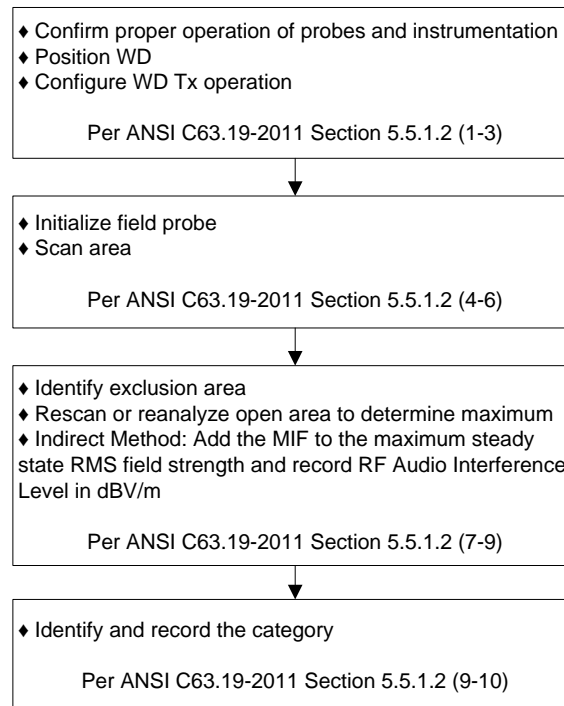 ♦ Confirm proper operation of probes and instrumentation
♦ Position WD
♦ Configure WD Tx operation
Per ANSI C63.19-2011 Section 5.5.1.2 (1-3)
♦ Initialize field probe
♦ Scan area
Per ANSI C63.19-2011 Section 5.5.1.2 (4-6)
♦ Identify exclusion area
♦ Rescan or reanalyze open area to determine maximum
♦ Indirect Method: Add the MIF to the maximum steady
state RMS field strength and record RF Audio Interference
Level in dBV/m
Per ANSI C63.19-2011 Section 5.5.1.2 (7-9)
♦ Identify and record the category
Per ANSI C63.19-2011 Section 5.5.1.2 (9-10)